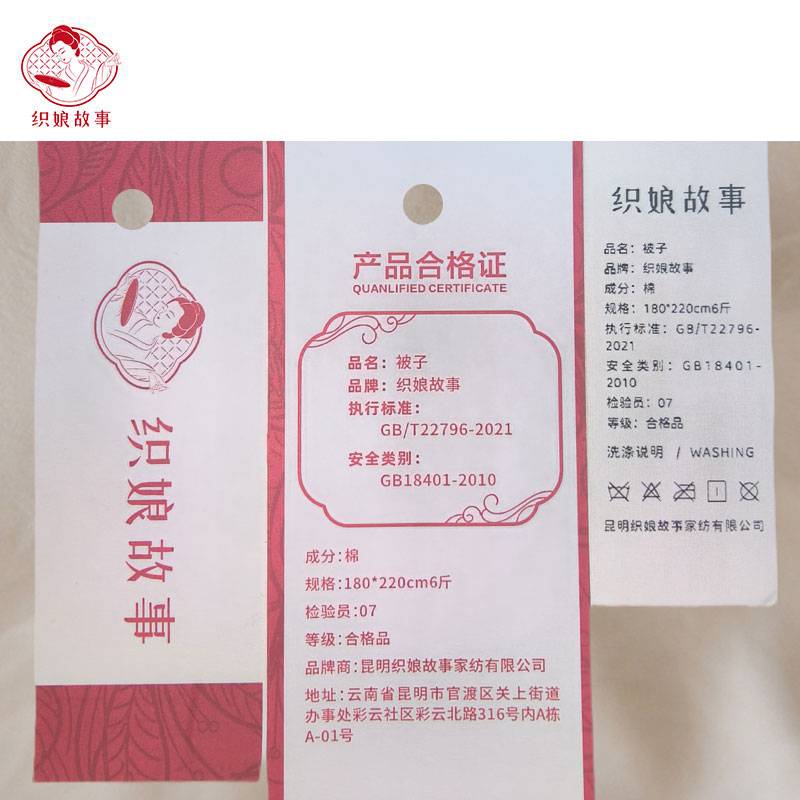 织娘故事
织娘故事
产品合格证
QUANLIFIED CERTIFICATE
品名：被子
品牌：织娘故事
执行标准：
GB/T22796-2021
安全类别：
GB18401-2010
成分：棉
规格：180*220cm6斤
检验员：07
等级：合格品
品牌商：昆明织娘故事家纺有限公司
地址：云南省昆明市官渡区关上街道
办事处彩云社区彩云北路316号内A栋
A-01号
织娘故事
品名：被子
品牌：织娘故事
成分：棉
规格：180*220cm6斤
执行标准：GB/T22796-
2021
安全类别：GB18401-
2010
检验员：07
等级：合格品
洗涤说明 / WASHING
昆明织娘故事家纺有限公司